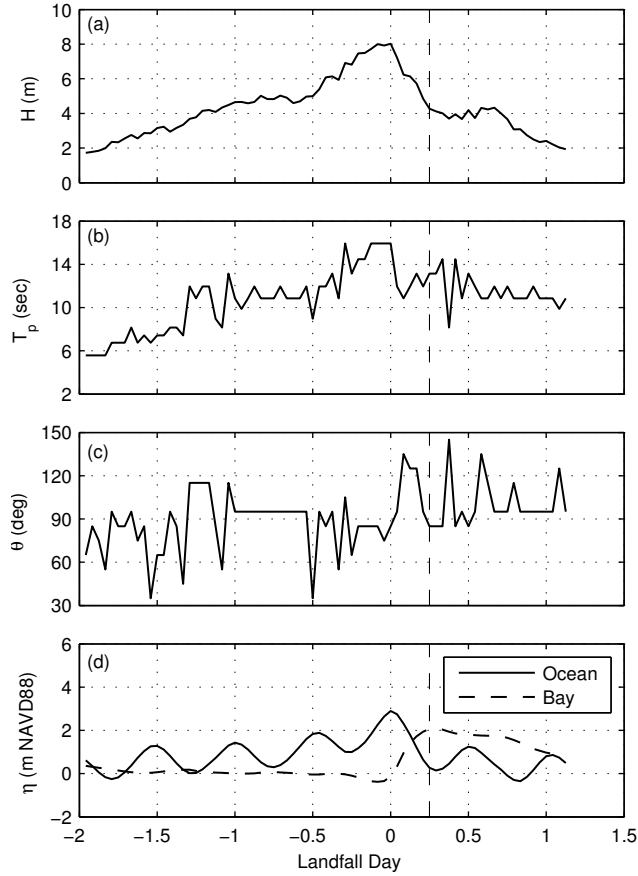 (a)
10
8
6
4
2
0
H (m)
(b)
18
14
10
6
2
T_p (sec)
(c)
150
120
90
60
30
θ (deg)
(d)
6
4
2
0
−2
η (m NAVD88)
Ocean
Bay
−2 −1.5 −1 −0.5 0 0.5 1 1.5
Landfall Day